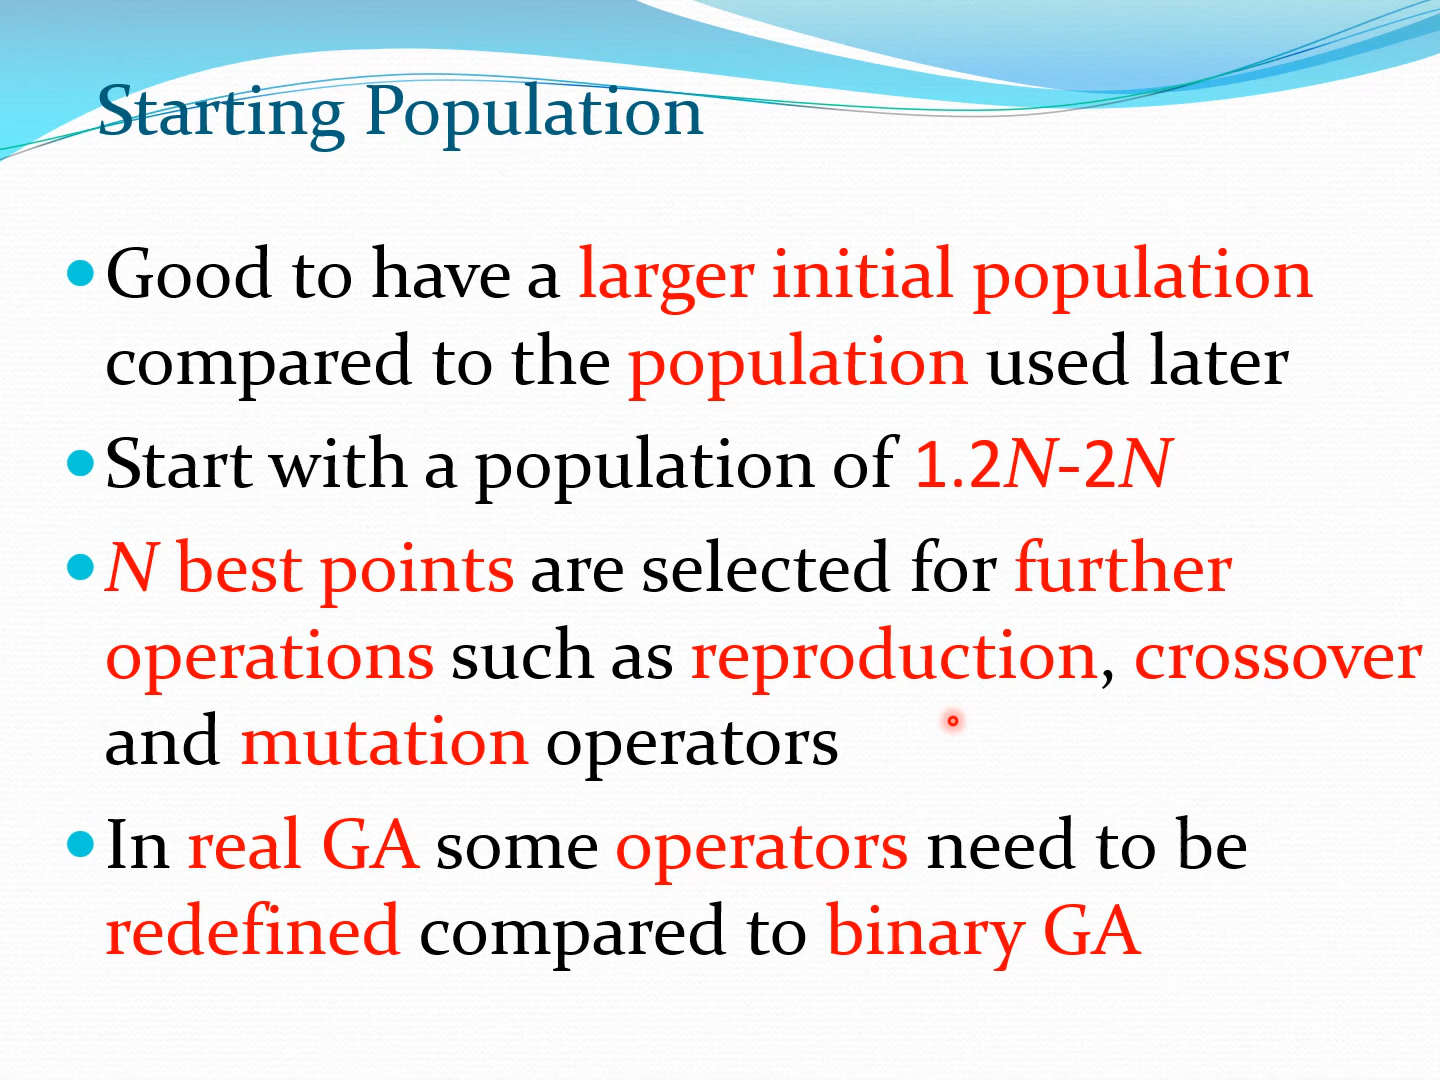 Starting Population
Good to have a larger initial population
compared to the population used later
Start with a population of 1.2N-2N
N best points are selected for further
operations such as reproduction, crossover
and mutation operators
In real GA some operators need to be
redefined compared to binary GA